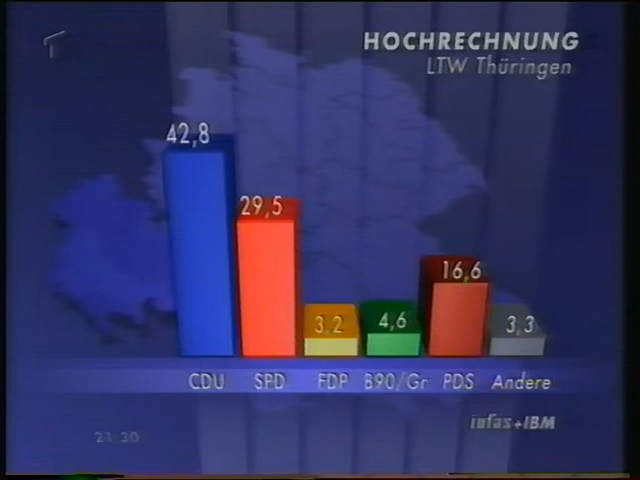 HOCHRECHNUNG
LTW Thüringen
42,8
29,5
3,2
4,6
16,6
3,3
CDU SPD FDP B90/Gr PDS Andere
infas+IBM
21:30